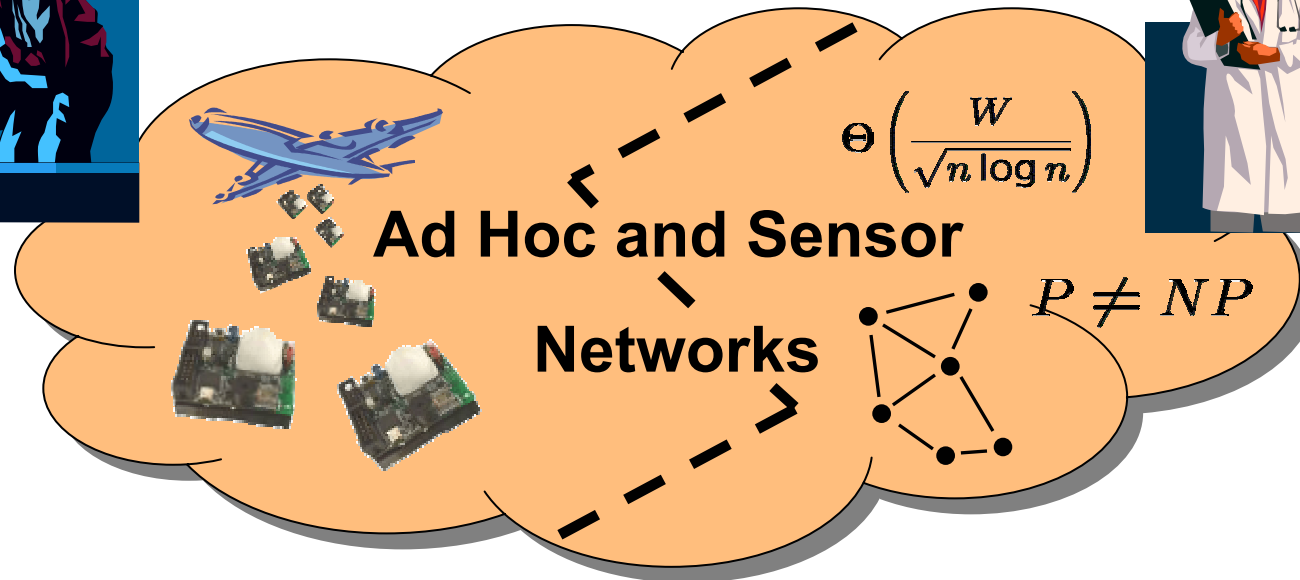 Θ(W/√(n log n))
Ad Hoc and Sensor
P ≠ NP
Networks